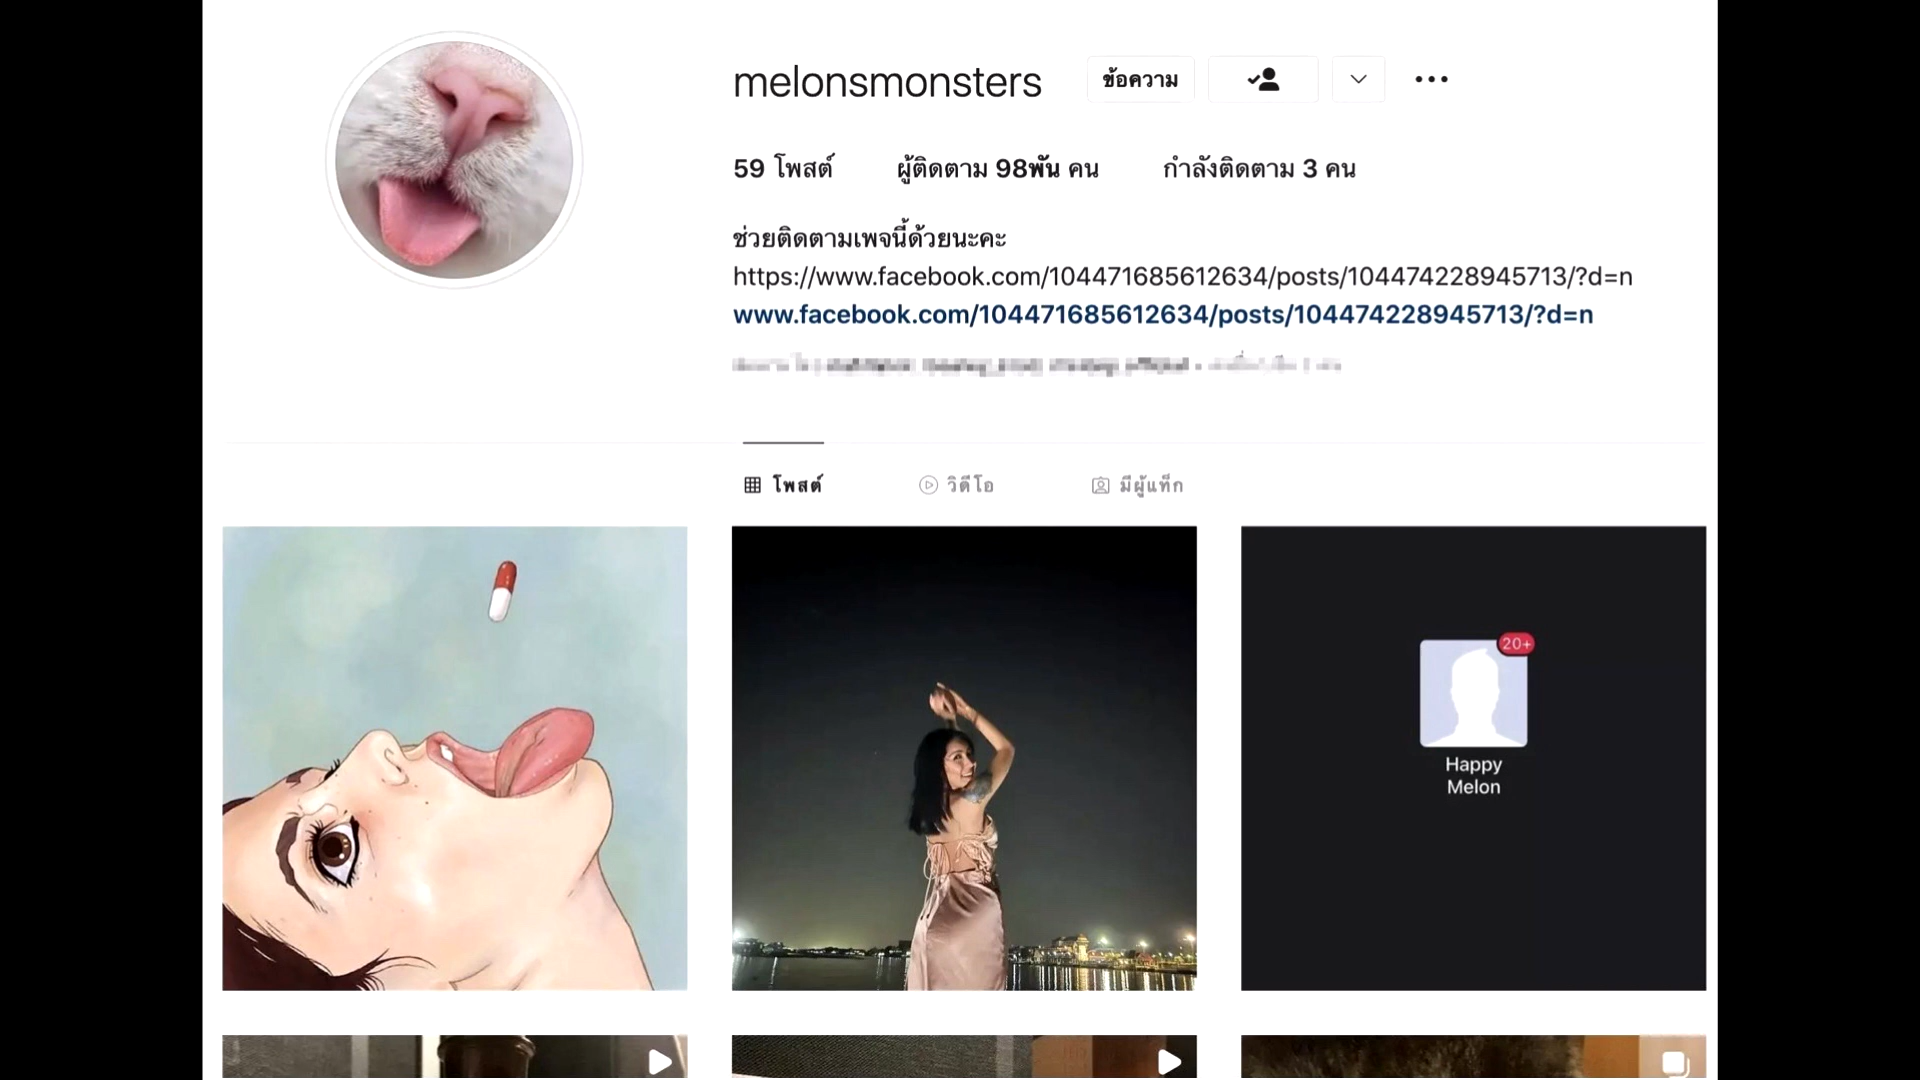 melonsmonsters
ข้อความ
59 โพสต์ ผู้ติดตาม 98พัน คน กำลังติดตาม 3 คน
ช่วยติดตามเพจนี้ด้วยนะคะ
https://www.facebook.com/104471685612634/posts/104474228945713/?d=n
www.facebook.com/104471685612634/posts/104474228945713/?d=n
โพสต์ วิดีโอ มีผู้แท็ก
20+
Happy
Melon